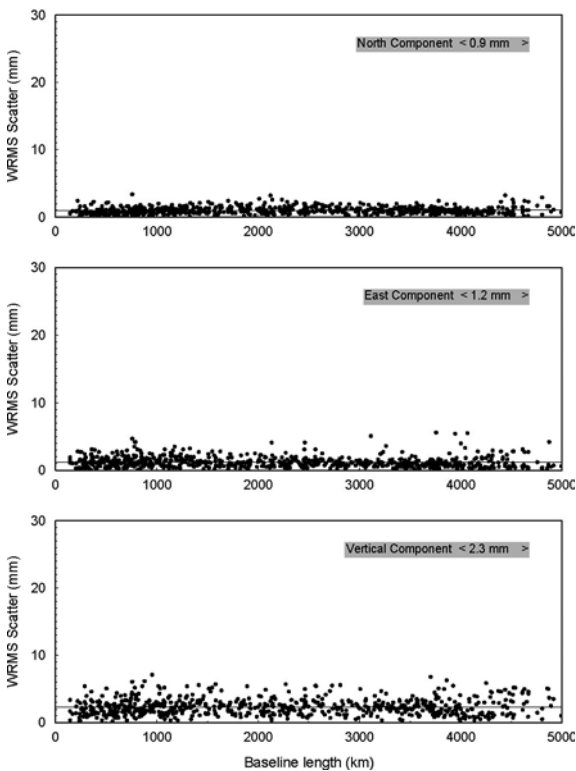 30
North Component < 0.9 mm >
20
WRMS Scatter (mm)
10
0
0 1000 2000 3000 4000 5000
30
East Component < 1.2 mm >
20
WRMS Scatter (mm)
10
0
0 1000 2000 3000 4000 5000
30
Vertical Component < 2.3 mm >
20
WRMS Scatter (mm)
10
0
0 1000 2000 3000 4000 5000
Baseline length (km)